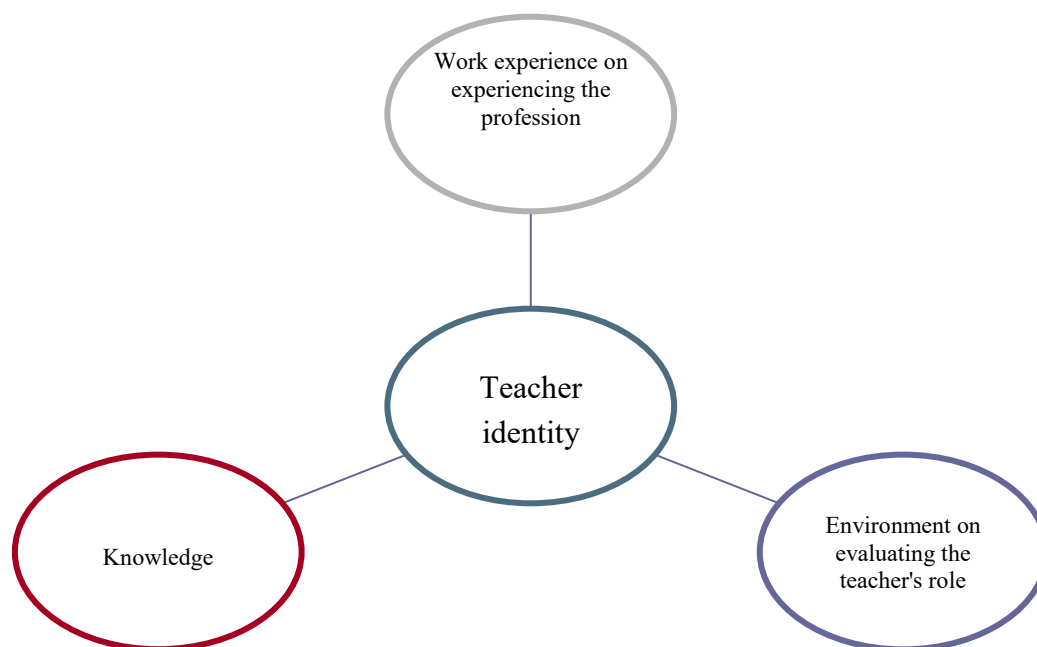 Work experience on
experiencing the
profession
Teacher
identity
Knowledge
Environment on
evaluating the
teacher's role